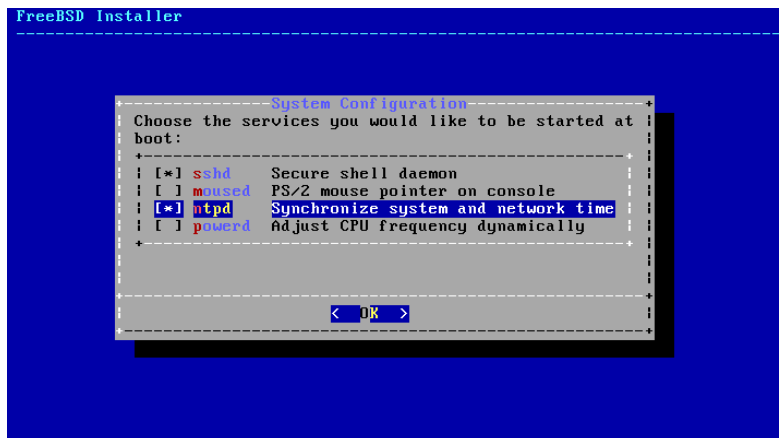 FreeBSD Installer
System Configuration
Choose the services you would like to be started at
boot:
[*] sshd Secure shell daemon
[ ] moused PS/2 mouse pointer on console
[*] ntpd Synchronize system and network time
[ ] powerd Adjust CPU frequency dynamically
< OK >